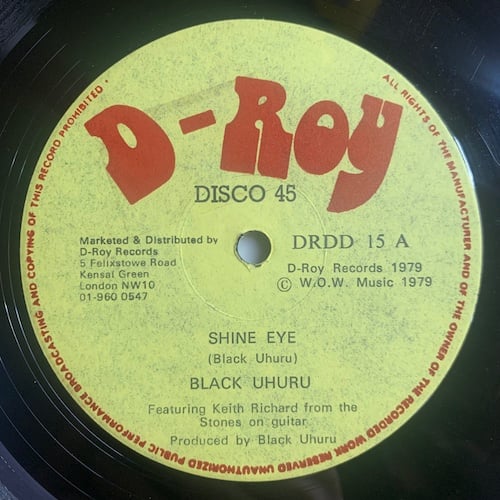 D-Roy
DISCO 45
Marketed & Distributed by
D-Roy Records
5 Felixstowe Road
Kensal Green
London NW10
01-960 0547
DRDD 15 A
D-Roy Records 1979
© W.O.W. Music 1979
SHINE EYE
(Black Uhuru)
BLACK UHURU
Featuring Keith Richard from the
Stones on guitar
Produced by Black Uhuru
ALL RIGHTS OF THE MANUFACTURER AND OF THE OWNER OF THE RECORDED WORK RESERVED UNAUTHORIZED PUBLIC PERFORMANCE BROADCASTING AND COPYING OF THIS RECORD PROHIBITED